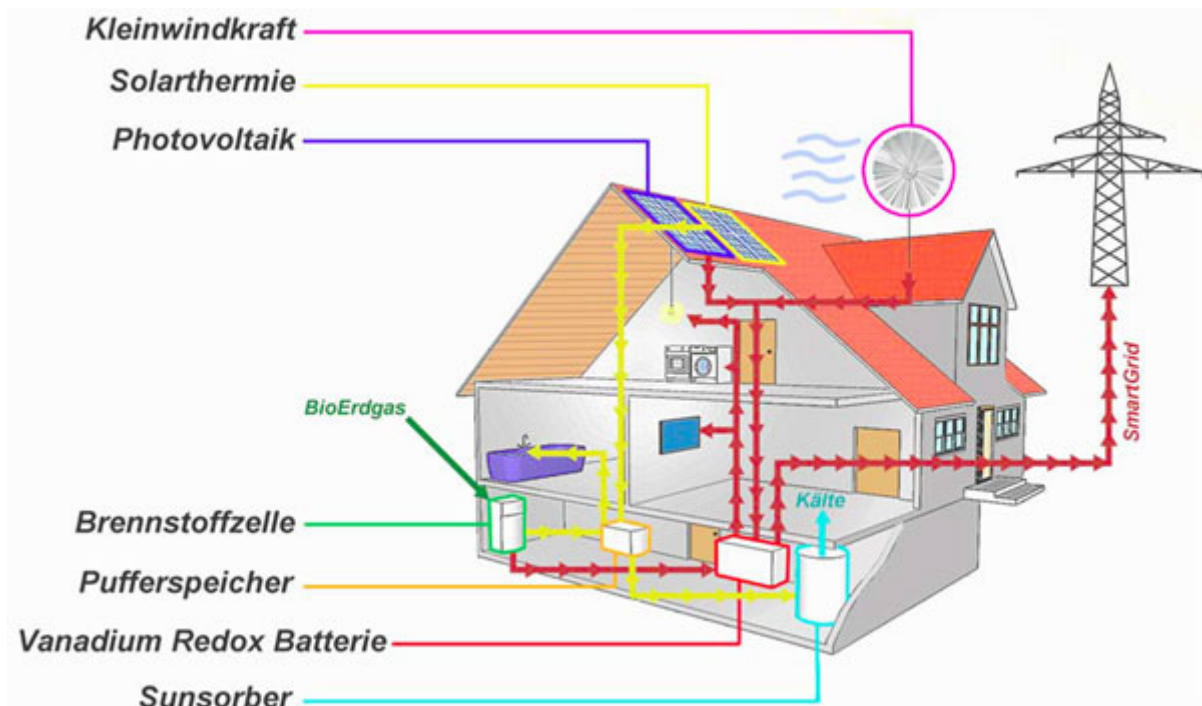 Kleinwindkraft
Solarthermie
Photovoltaik
BioErdgas
SmartGrid
Kälte
Brennstoffzelle
Pufferspeicher
Vanadium Redox Batterie
Sunsorber